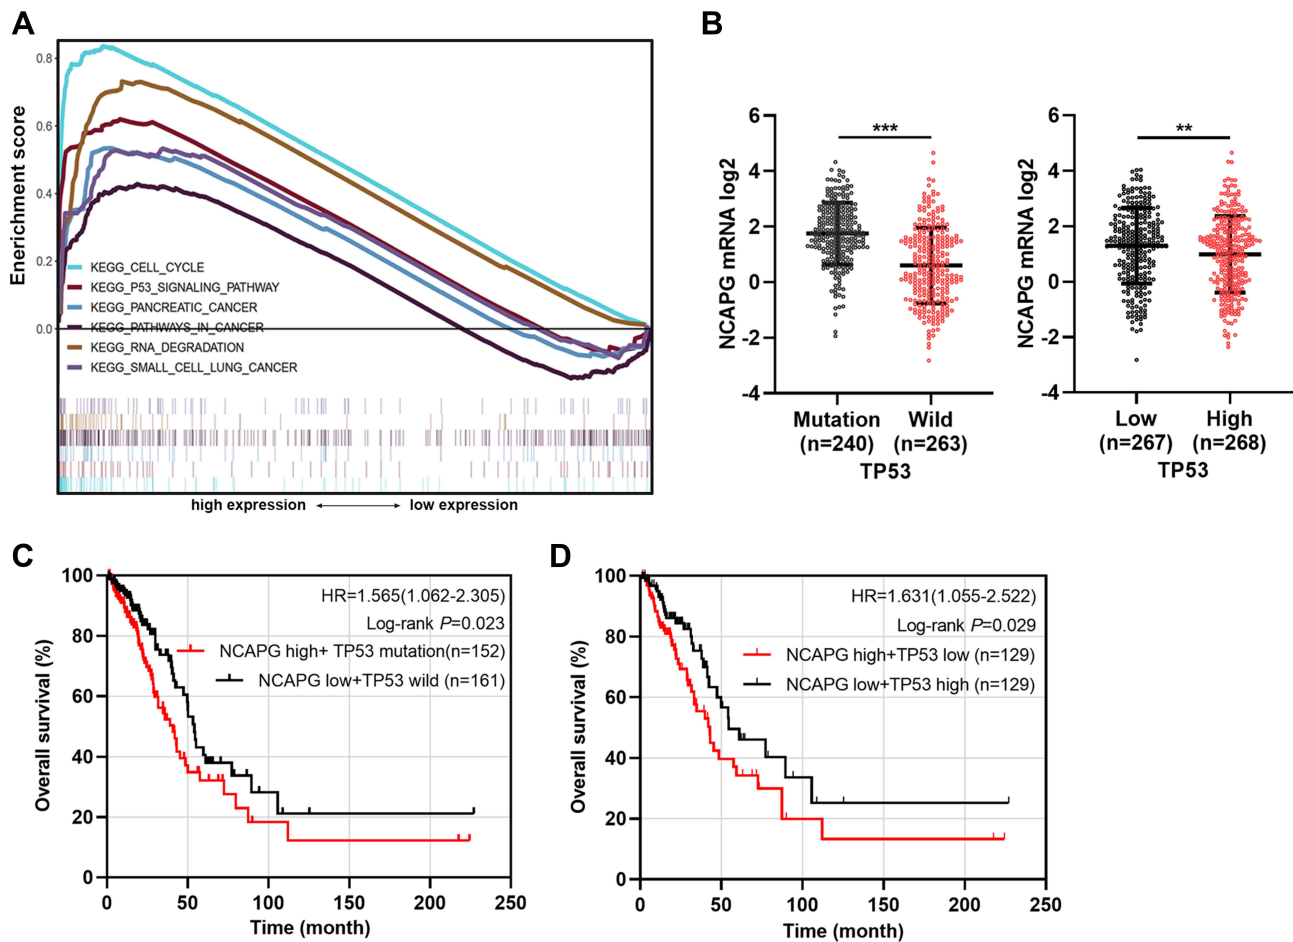 A
Enerichment score
0.8
0.6
0.4
0.2
0.0
KEGG_CELL_CYCLE
KEGG_P53_SIGNALING_PATHWAY
KEGG_PANCREATIC_CANCER
KEGG_PATHWAYS_IN_CANCER
KEGG_RNA_DEGRADATION
KEGG_SMALL_CELL_LUNG_CANCER
high expression
low expression
B
NCAPG mRNA log2
6
4
2
0
-2
-4
***
Mutation
(n=240)
Wild
(n=263)
TP53
NCAPG mRNA log2
6
4
2
0
-2
-4
**
Low
(n=267)
High
(n=268)
TP53
C
Overall survival (%)
100
80
60
40
20
0
HR=1.565(1.062-2.305)
Log-rank P=0.023
NCAPG high+ TP53 mutation(n=152)
NCAPG low+TP53 wild (n=161)
0 50 100 150 200 250
Time (month)
D
Overall survival (%)
100
80
60
40
20
0
HR=1.631(1.055-2.522)
Log-rank P=0.029
NCAPG high+TP53 low (n=129)
NCAPG low+TP53 high (n=129)
0 50 100 150 200 250
Time (month)